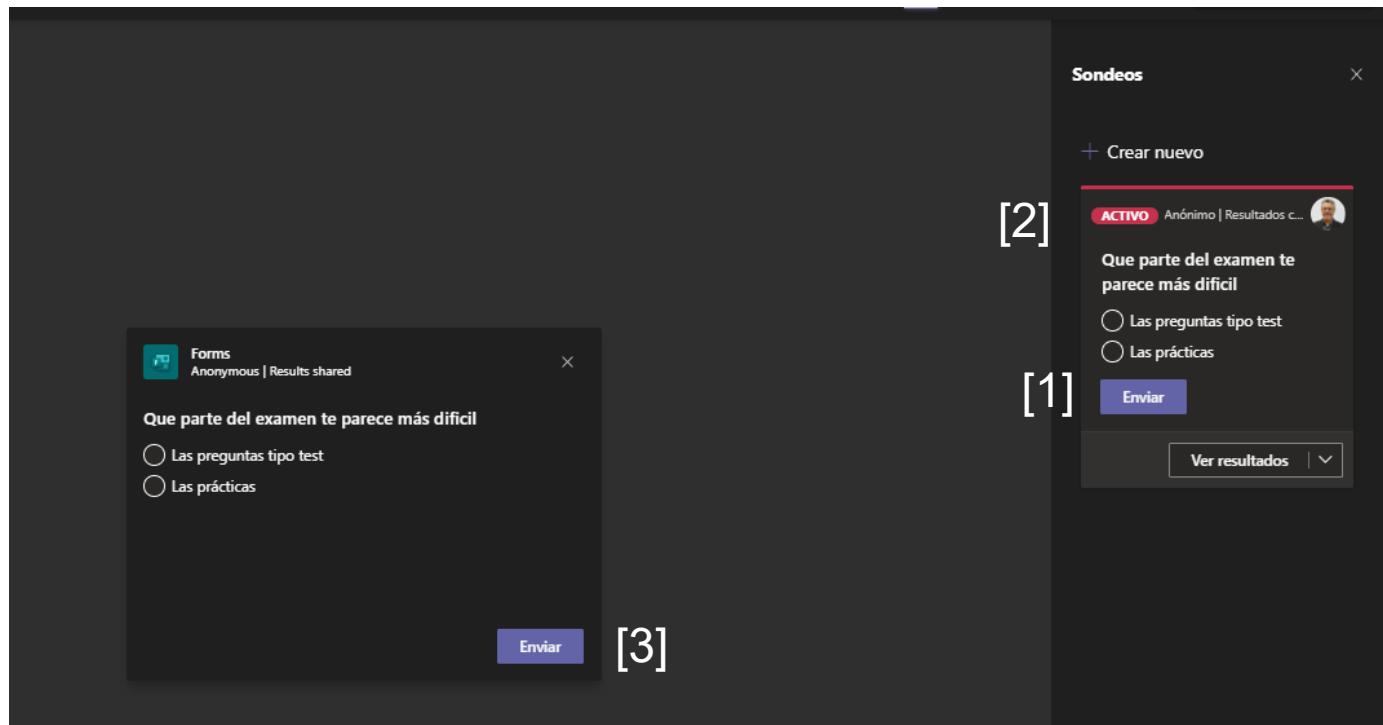 Sondeos
Crear nuevo
[2]
ACTIVO Anónimo | Resultados c...
Que parte del examen te
parece más dificil
Las preguntas tipo test
Las prácticas
[1]
Enviar
Ver resultados
Forms
Anonymous | Results shared
Que parte del examen te parece más dificil
Las preguntas tipo test
Las prácticas
Enviar
[3]